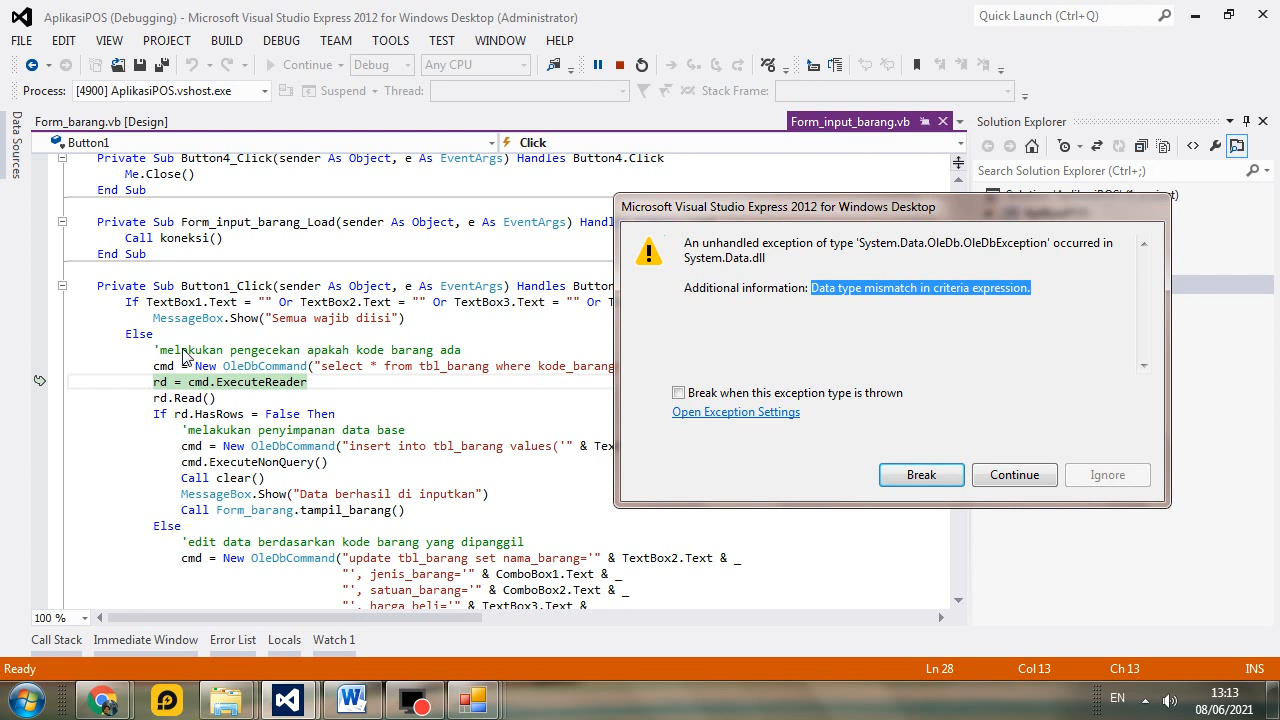 AplikasiPOS (Debugging) - Microsoft Visual Studio Express 2012 for Windows Desktop (Administrator)
Quick Launch (Ctrl+Q)
FILE EDIT VIEW PROJECT BUILD DEBUG TEAM TOOLS TEST WINDOW HELP
Continue Debug Any CPU
Process: [4900] AplikasiPOS.vshost.exe Suspend Thread: Stack Frame:
Data Sources
Form_barang.vb [Design] Form_input_barang.vb
Button1 Click
Private Sub Button4_Click(sender As Object, e As EventArgs) Handles Button4.Click
Me.Close()
End Sub
Private Sub Form_input_barang_Load(sender As Object, e As EventArgs)
Call koneksi()
End Sub
Private Sub Button1_Click(sender As Object, e As EventArgs) Handles
If TextBox1.Text = "" Or TextBox2.Text = "" Or TextBox3.Text = "" Or
MessageBox.Show("Semua wajib diisi")
Else
'melakukan pengecekan apakah kode barang ada
cmd = New OleDbCommand("select * from tbl_barang where kode_barang
rd = cmd.ExecuteReader
rd.Read()
If rd.HasRows = False Then
'melakukan penyimpanan data base
cmd = New OleDbCommand("insert into tbl_barang values('" &
cmd.ExecuteNonQuery()
Call clear()
MessageBox.Show("Data berhasil di inputkan")
Call Form_barang.tampil_barang()
Else
'edit data berdasarkan kode barang yang dipanggil
cmd = New OleDbCommand("update tbl_barang set nama_barang='" & TextBox2.Text & _
"', jenis_barang='" & ComboBox1.Text & _
"', satuan_barang='" & ComboBox2.Text & _
"', harga_beli='" & TextBox3.Text &
Microsoft Visual Studio Express 2012 for Windows Desktop
An unhandled exception of type 'System.Data.OleDb.OleDbException' occurred in
System.Data.dll
Additional information: Data type mismatch in criteria expression.
Break when this exception type is thrown
Open Exception Settings
Break Continue Ignore
Solution Explorer
Search Solution Explorer (Ctrl+;)
100 %
Call Stack Immediate Window Error List Locals Watch 1
Ready Ln 28 Col 13 Ch 13 INS
EN
13:13
08/06/2021